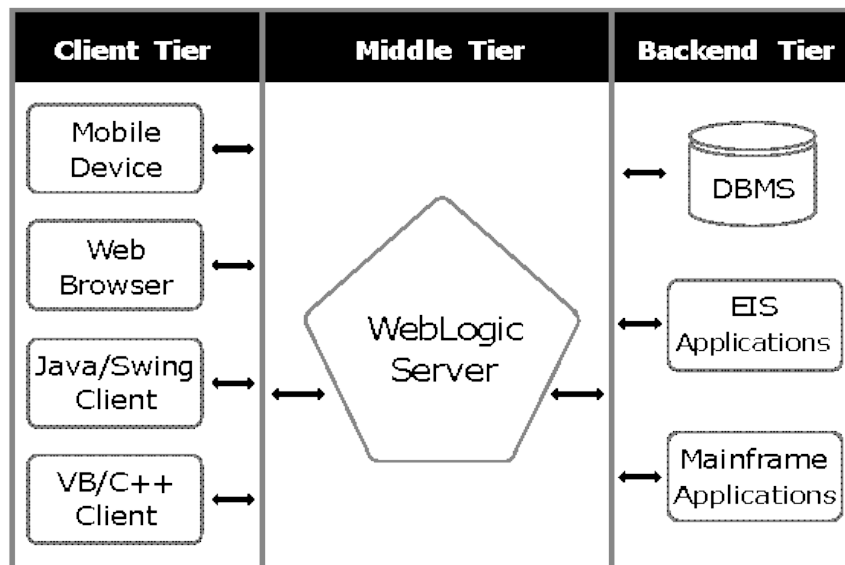 Client Tier
Middle Tier
Backend Tier
Mobile
Device
Web
Browser
Java/Swing
Client
VB/C++
Client
WebLogic
Server
DBMS
EIS
Applications
Mainframe
Applications